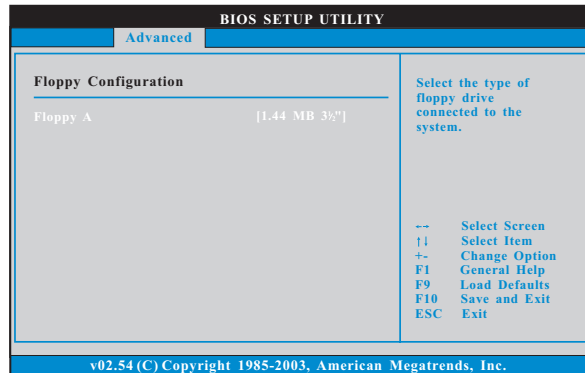 BIOS SETUP UTILITY
Advanced
Floppy Configuration
Floppy A [1.44 MB 3½"]
Select the type of
floppy drive
connected to the
system.
←→ Select Screen
↑↓ Select Item
+- Change Option
F1 General Help
F9 Load Defaults
F10 Save and Exit
ESC Exit
v02.54 (C) Copyright 1985-2003, American Megatrends, Inc.